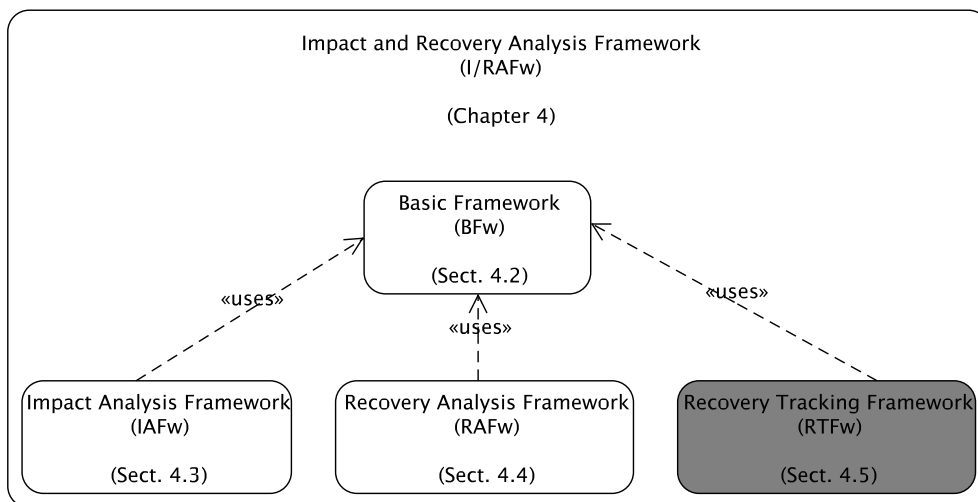 Impact and Recovery Analysis Framework
(I/RAFw)
(Chapter 4)
Basic Framework
(BFw)
(Sect. 4.2)
«uses»
«uses»
«uses»
Impact Analysis Framework
(IAFw)
(Sect. 4.3)
Recovery Analysis Framework
(RAFw)
(Sect. 4.4)
Recovery Tracking Framework
(RTFw)
(Sect. 4.5)